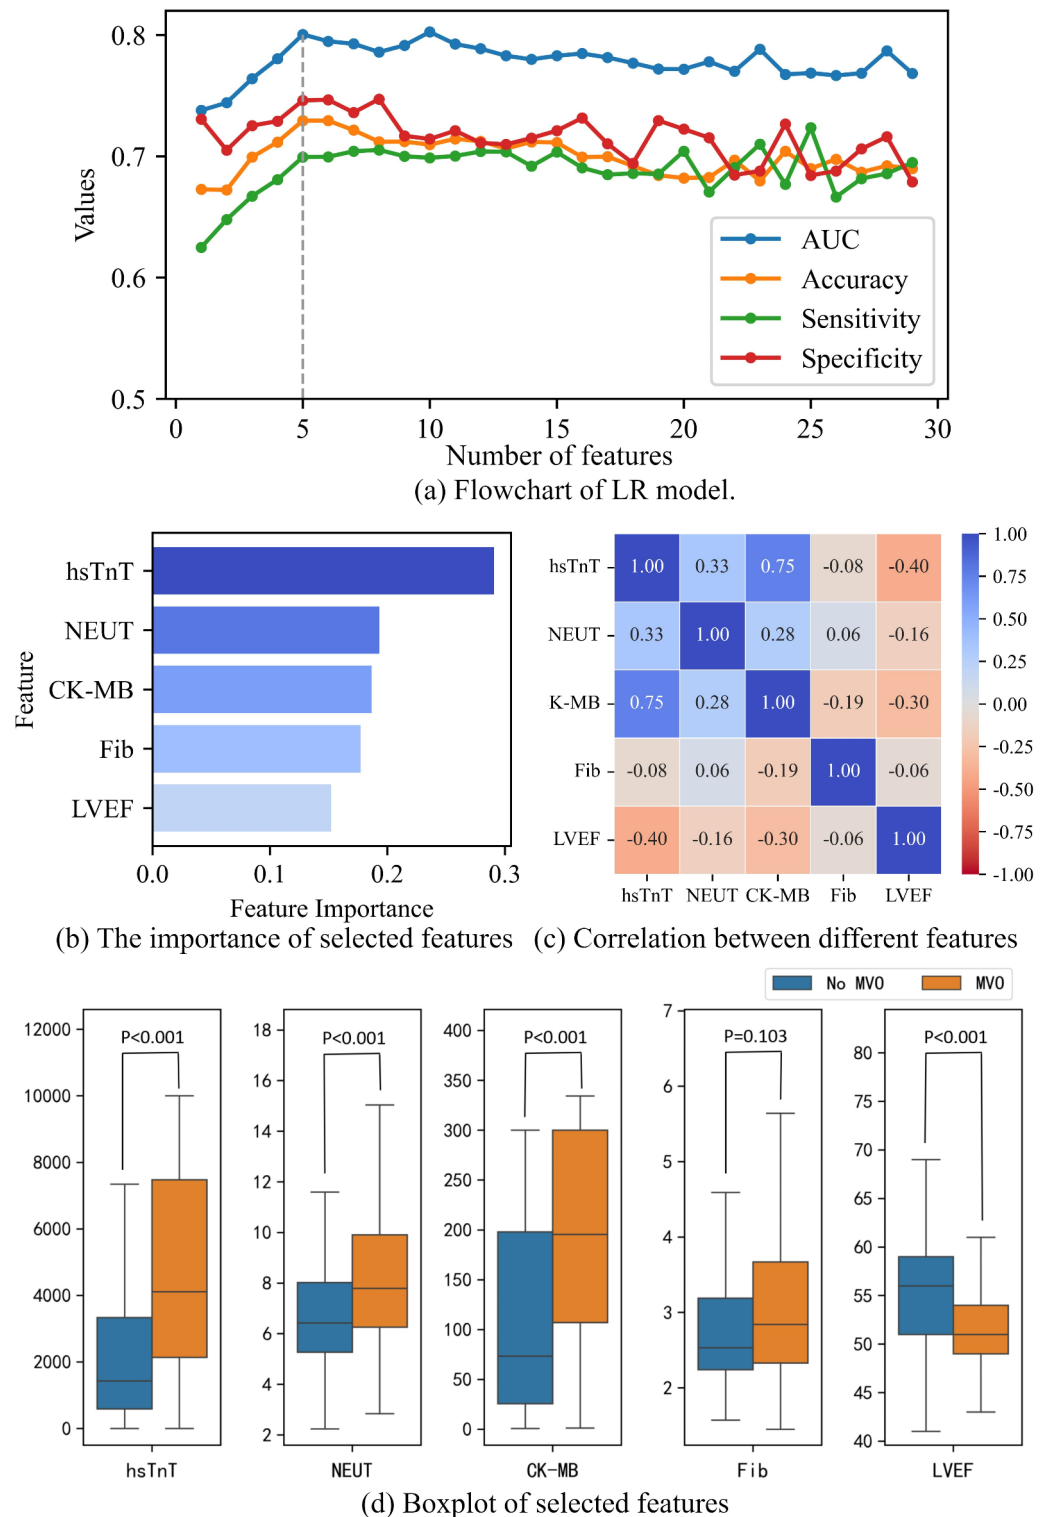 0.8
0.7
0.6
0.5
Values
AUC
Accuracy
Sensitivity
Specificity
0 5 10 15 20 25 30
Number of features
(a) Flowchart of LR model.
Feature
hsTnT
NEUT
CK-MB
Fib
LVEF
0.0 0.1 0.2 0.3
Feature Importance
(b) The importance of selected features
hsTnT 1.00 0.33 0.75 -0.08 -0.40
NEUT 0.33 1.00 0.28 0.06 -0.16
K-MB 0.75 0.28 1.00 -0.19 -0.30
Fib -0.08 0.06 -0.19 1.00 -0.06
LVEF -0.40 -0.16 -0.30 -0.06 1.00
hsTnT NEUT CK-MB Fib LVEF
1.00
0.75
0.50
0.25
0.00
-0.25
-0.50
-0.75
-1.00
(c) Correlation between different features
No MVO MVO
12000
10000
8000
6000
4000
2000
0
P<0.001
hsTnT
18
16
14
12
10
8
6
4
2
P<0.001
NEUT
400
350
300
250
200
150
100
50
0
P<0.001
CK-MB
7
6
5
4
3
2
P=0.103
Fib
80
75
70
65
60
55
50
45
40
P<0.001
LVEF
(d) Boxplot of selected features